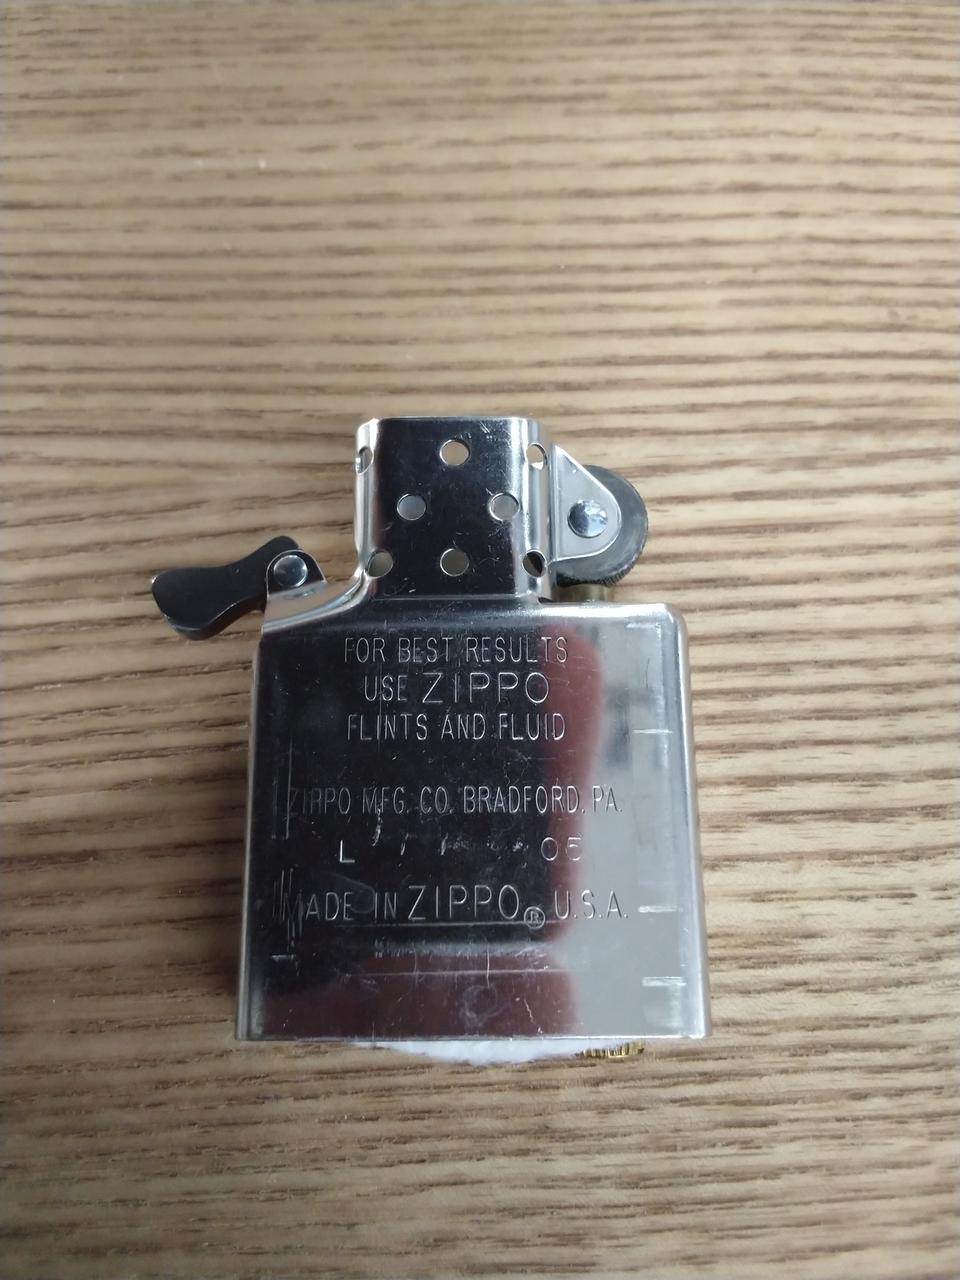 FOR BEST RESULTS
USE ZIPPO
FLINTS AND FLUID
ZIPPO MFG. CO. BRADFORD, PA.
L 05
MADE IN ZIPPO® U.S.A.